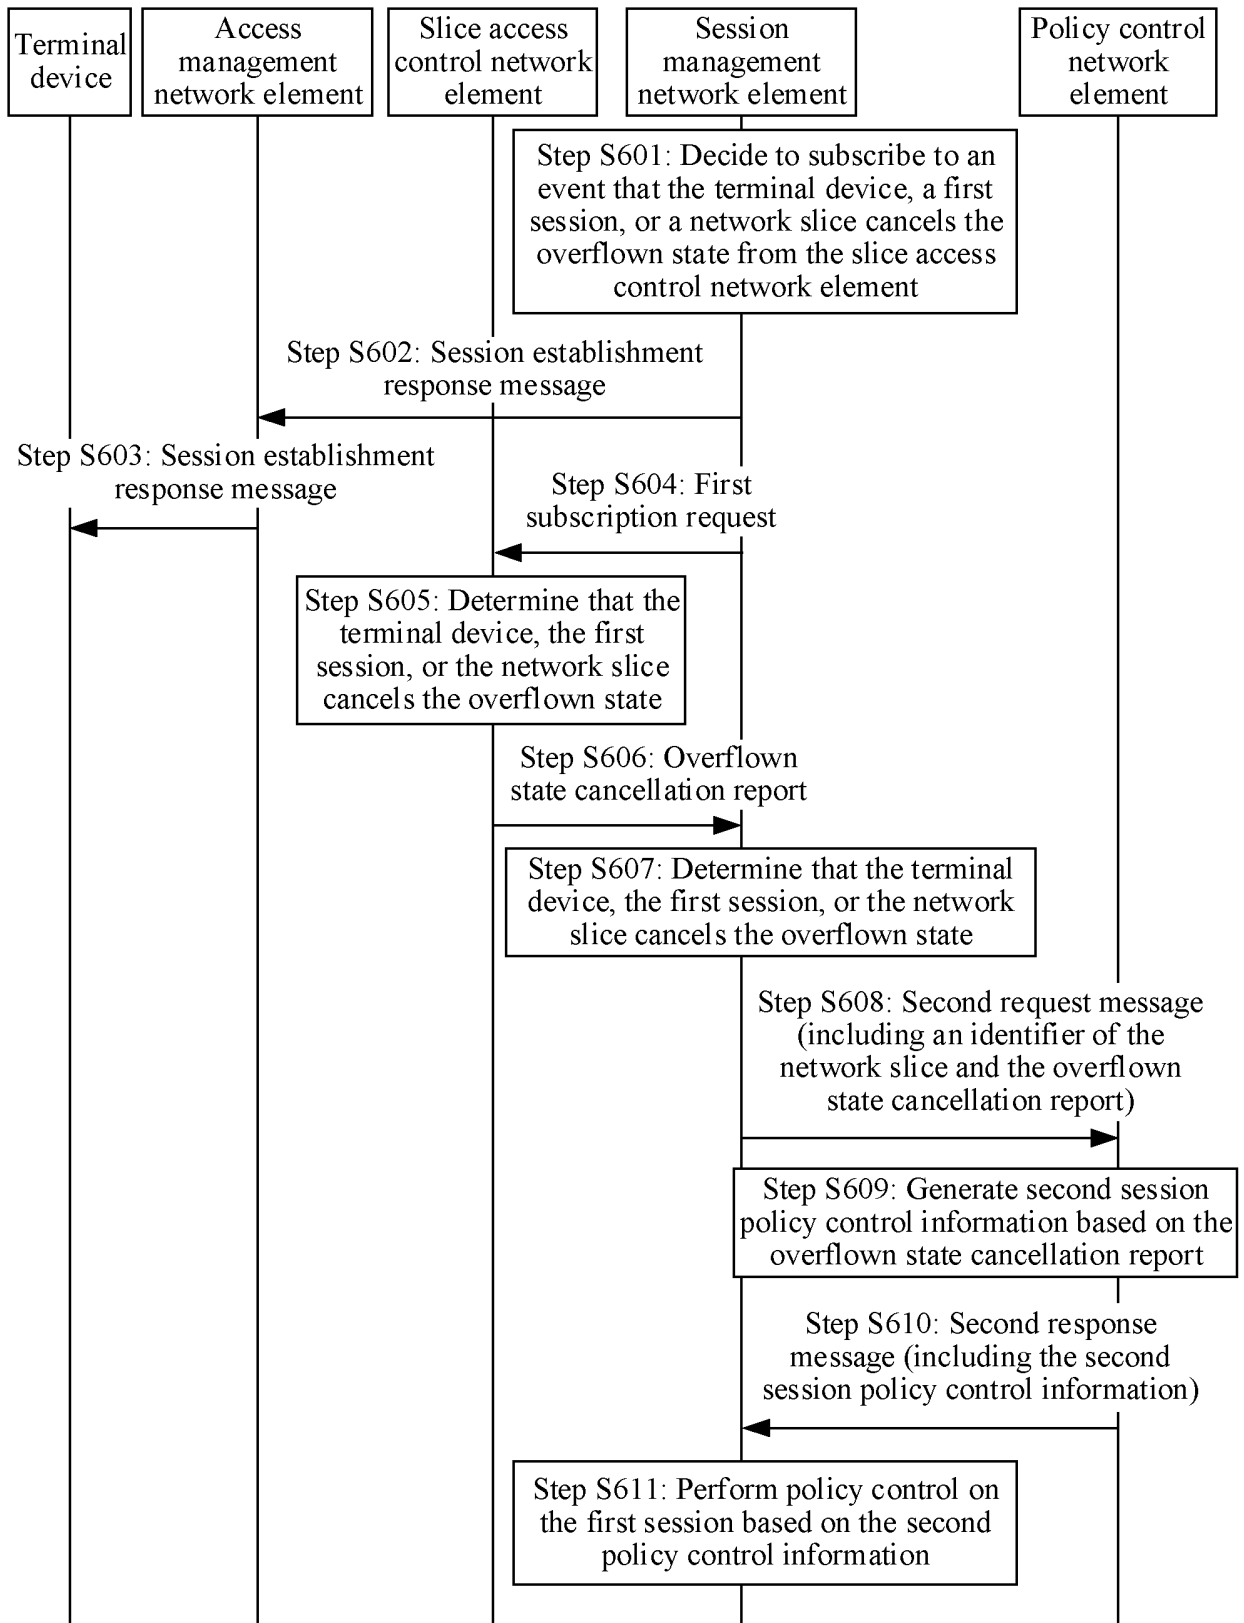 Terminal
device
Access
management
network element
Slice access
control network
element
Session
management
network element
Policy control
network
element
Step S601: Decide to subscribe to an
event that the terminal device, a first
session, or a network slice cancels the
overflown state from the slice access
control network element
Step S602: Session establishment
response message
Step S603: Session establishment
response message
Step S604: First
subscription request
Step S605: Determine that the
terminal device, the first
session, or the network slice
cancels the overflown state
Step S606: Overflown
state cancellation report
Step S607: Determine that the terminal
device, the first session, or the network
slice cancels the overflown state
Step S608: Second request message
(including an identifier of the
network slice and the overflown
state cancellation report)
Step S609: Generate second session
policy control information based on the
overflown state cancellation report
Step S610: Second response
message (including the second
session policy control information)
Step S611: Perform policy control on
the first session based on the second
policy control information